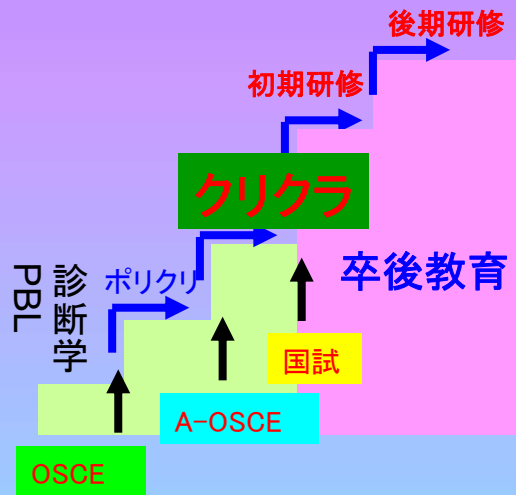 後期研修
初期研修
クリクラ
卒後教育
診断学
PBL
ポリクリ
国試
A-OSCE
OSCE